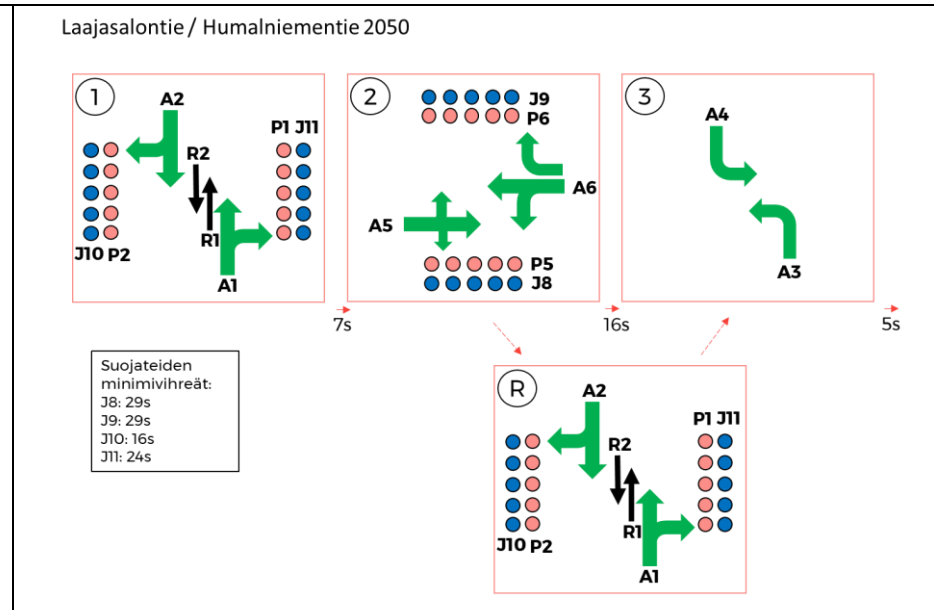 Laajasalontie / Humalniementie 2050
1
A2
P1 J11
R2
R1
J10 P2
A1
7s
2
J9
P6
A6
A5
P5
J8
16s
3
A4
A3
5s
Suojateiden
minimivihreät:
J8: 29s
J9: 29s
J10: 16s
J11: 24s
R
A2
P1 J11
R2
R1
J10 P2
A1